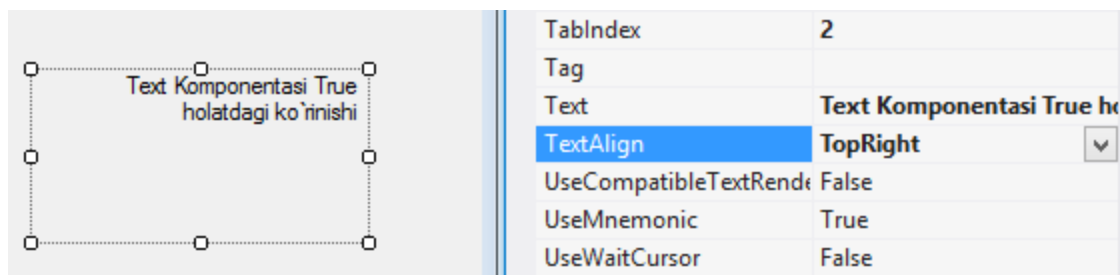 Text Komponentasi True
holatdagi ko`rinishi
TabIndex 2
Tag
Text Text Komponentasi True
TextAlign TopRight
UseCompatibleTextRende False
UseMnemonic True
UseWaitCursor False